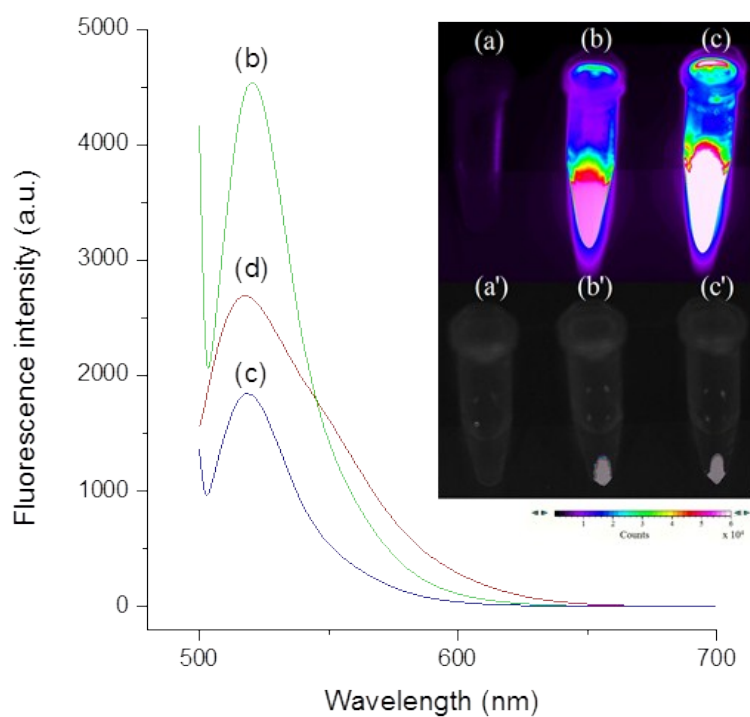 5000
4000
3000
2000
1000
0
Fluorescence intensity (a.u.)
(b)
(d)
(c)
500
600
700
Wavelength (nm)
(a) (b) (c)
(a') (b') (c')
1 2 3 4 5 6
Counts x 10⁴